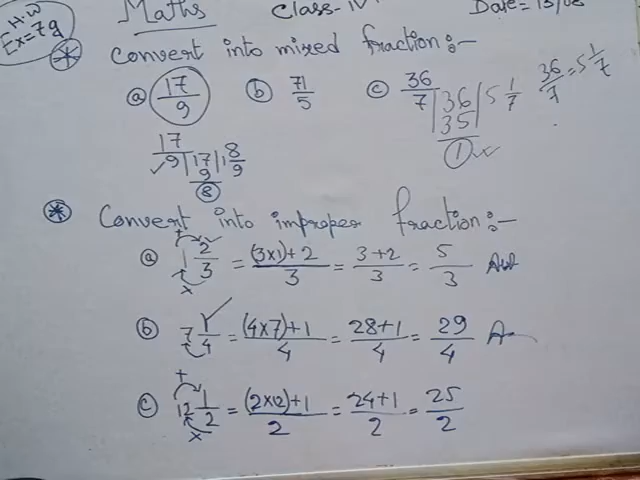 H.W Maths Class-IV Date=13/08
Ex=7g
* Convert into mixed fraction:-
(a) 17/9 (b) 71/5 (c) 36/7 | 36 | 5 1/7 36/7 = 5 1/7
35
1
17/9 9 | 17 | 1 8/9
9
8
* Convert into improper fraction:-
(a) 1 2/3 = (3×1)+2/3 = 3+2/3 = 5/3 Ans
(b) 7 1/4 = (4×7)+1/4 = 28+1/4 = 29/4
(c) 12 1/2 = (2×12)+1/2 = 24+1/2 = 25/2